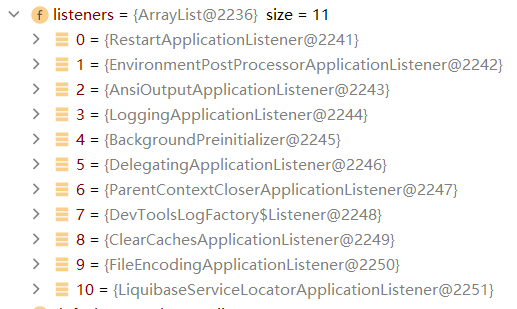 listeners = {ArrayList@2236} size = 11
0 = {RestartApplicationListener@2241}
1 = {EnvironmentPostProcessorApplicationListener@2242}
2 = {AnsiOutputApplicationListener@2243}
3 = {LoggingApplicationListener@2244}
4 = {BackgroundPreinitializer@2245}
5 = {DelegatingApplicationListener@2246}
6 = {ParentContextCloserApplicationListener@2247}
7 = {DevToolsLogFactory$Listener@2248}
8 = {ClearCachesApplicationListener@2249}
9 = {FileEncodingApplicationListener@2250}
10 = {LiquibaseServiceLocatorApplicationListener@2251}